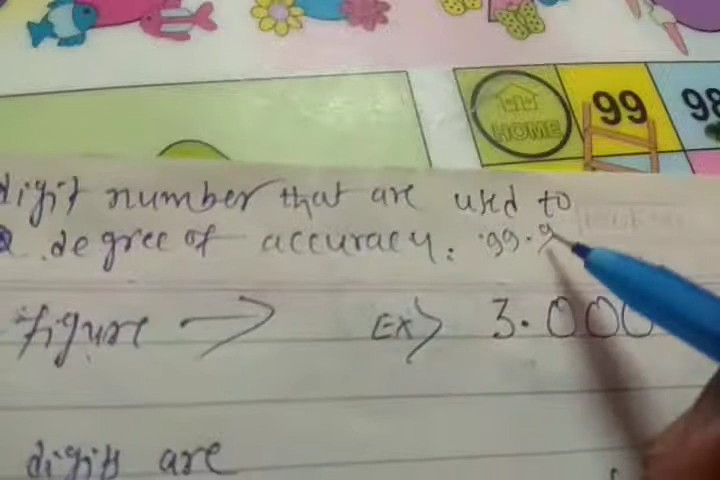 HOME 99 98
digit number that are used to
degree of accuracy. 99.9
figure → Ex> 3.000
digits are